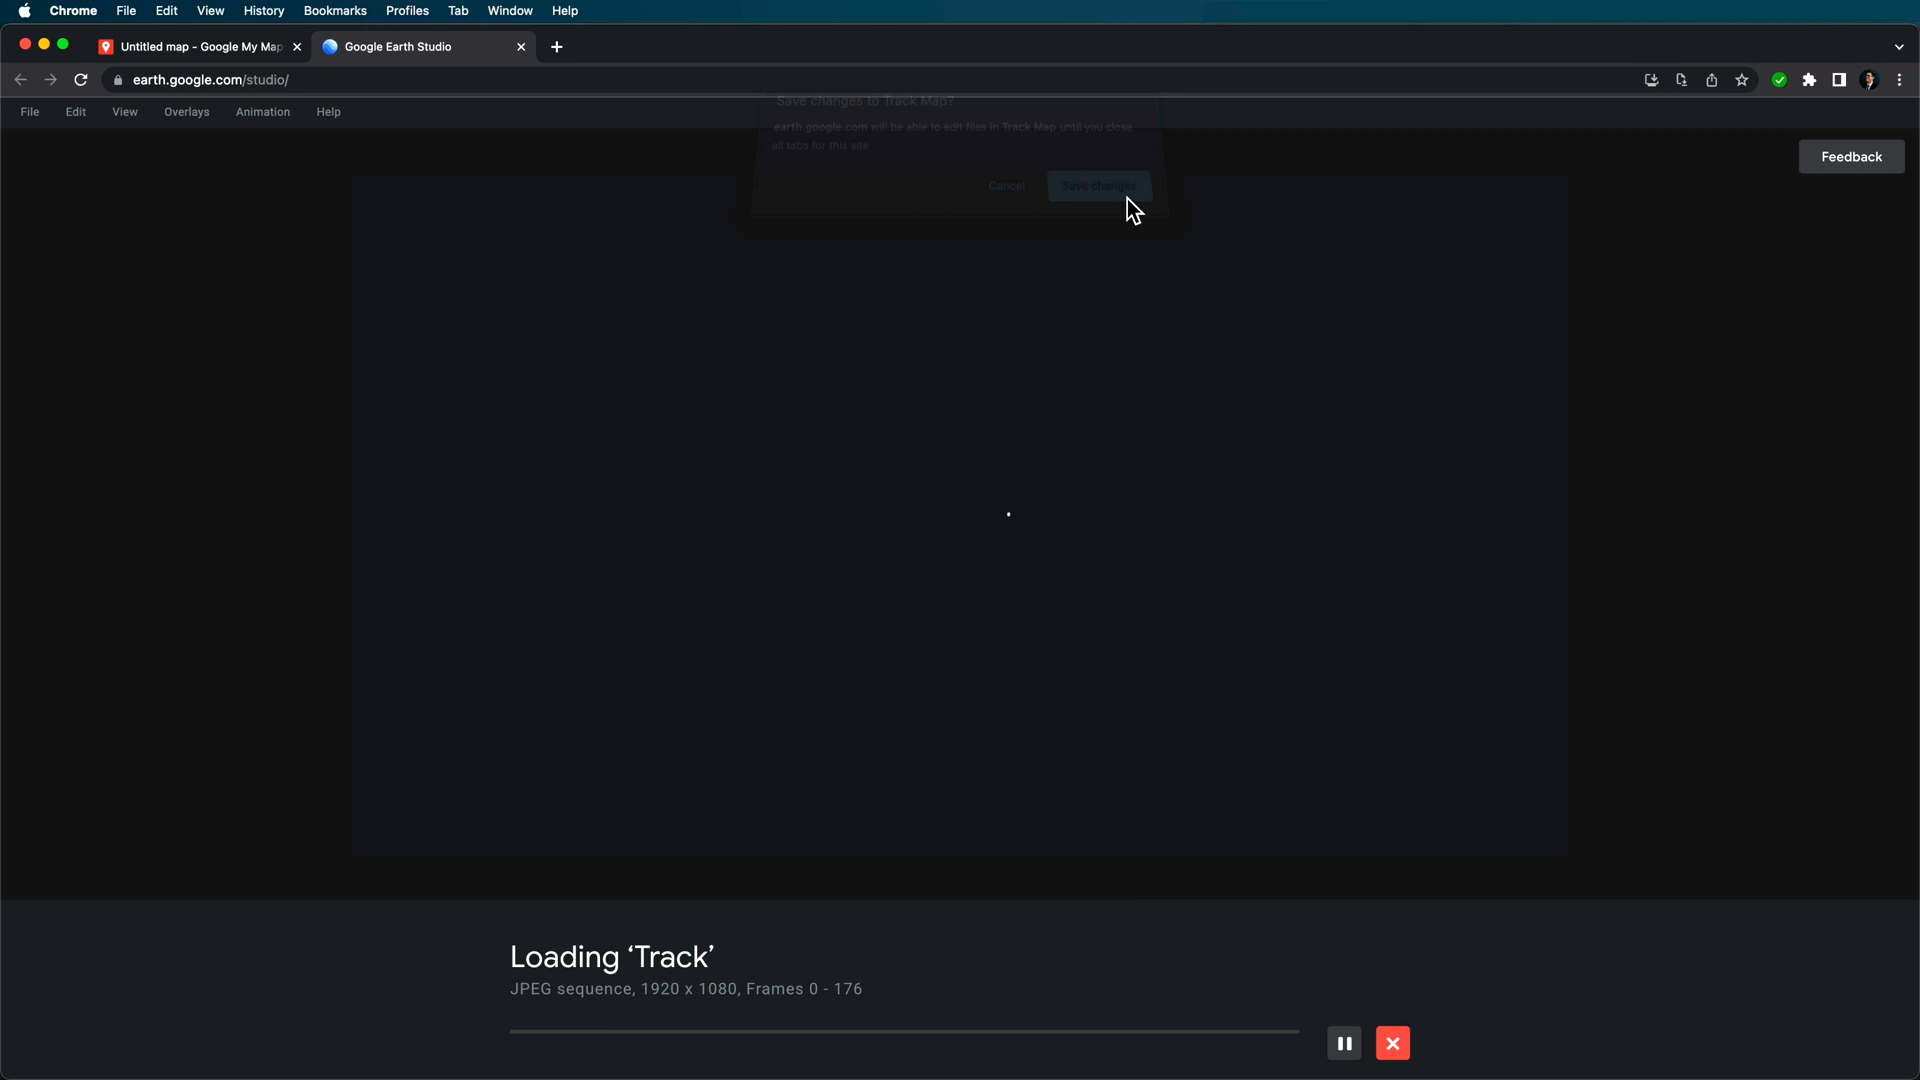 Chrome File Edit View History Bookmarks Profiles Tab Window Help
Untitled map - Google My Map
Google Earth Studio
earth.google.com/studio/
File Edit View Overlays Animation Help
Save changes to Track Map?
earth.google.com will be able to edit files in Track Map until you close
all tabs for this site
Feedback
Cancel Save changes
Loading ‘Track’
JPEG sequence, 1920 x 1080, Frames 0 - 176